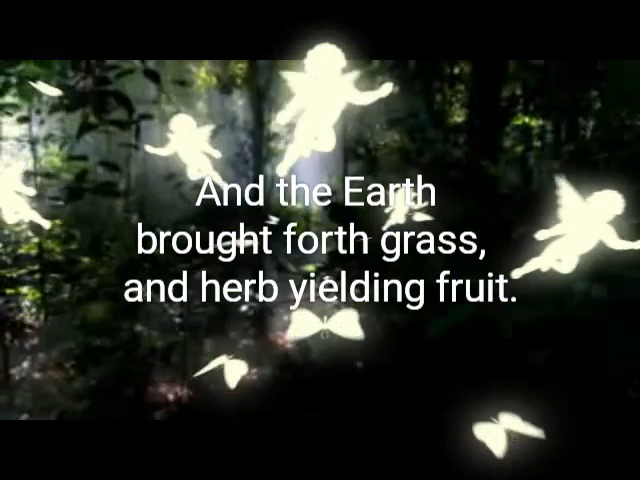 And the Earth
brought forth grass,
and herb yielding fruit.